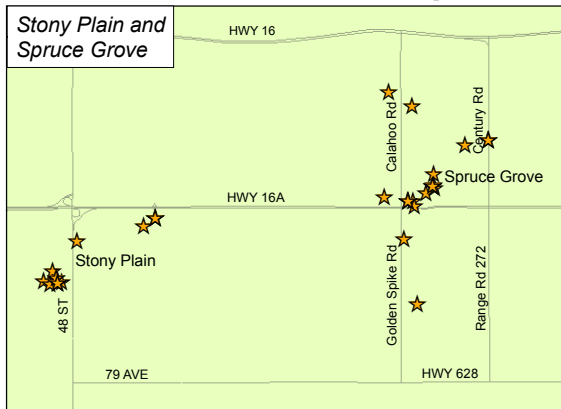 Stony Plain and
Spruce Grove
HWY 16
Calahoo Rd
Century Rd
Spruce Grove
HWY 16A
Stony Plain
48 ST
Golden Spike Rd
Range Rd 272
79 AVE
HWY 628